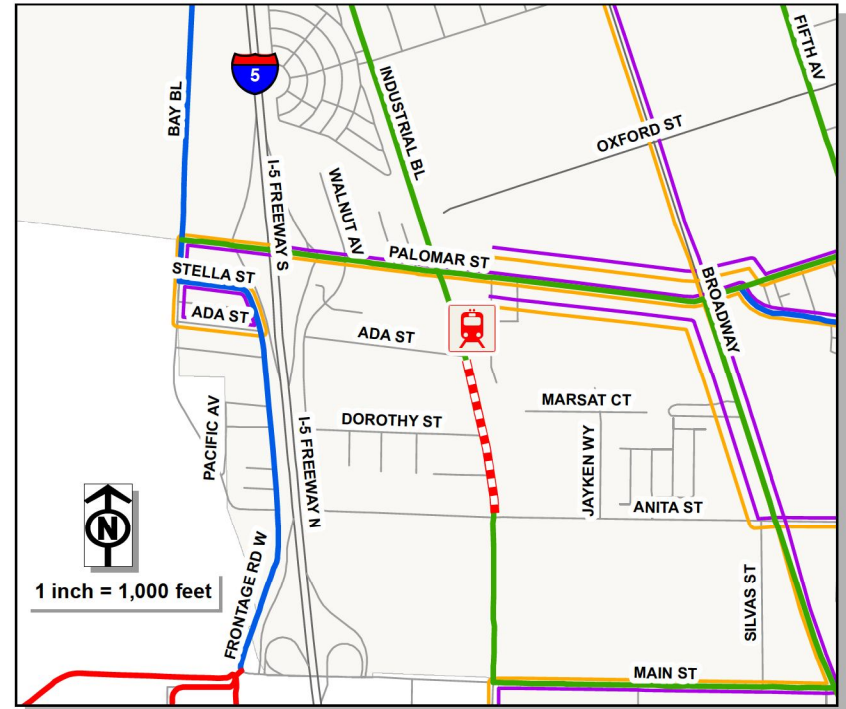 FIFTH AV
5
INDUSTRIAL BL
BAY BL
OXFORD ST
I-5 FREEWAY S
WALNUT AV
PALOMAR ST
STELLA ST
BROADWAY
ADA ST
ADA ST
MARSAT CT
PACIFIC AV
DOROTHY ST
JAYKEN WY
I-5 FREEWAY N
ANITA ST
N
1 inch = 1,000 feet
FRONTAGE RD W
SILVAS ST
MAIN ST